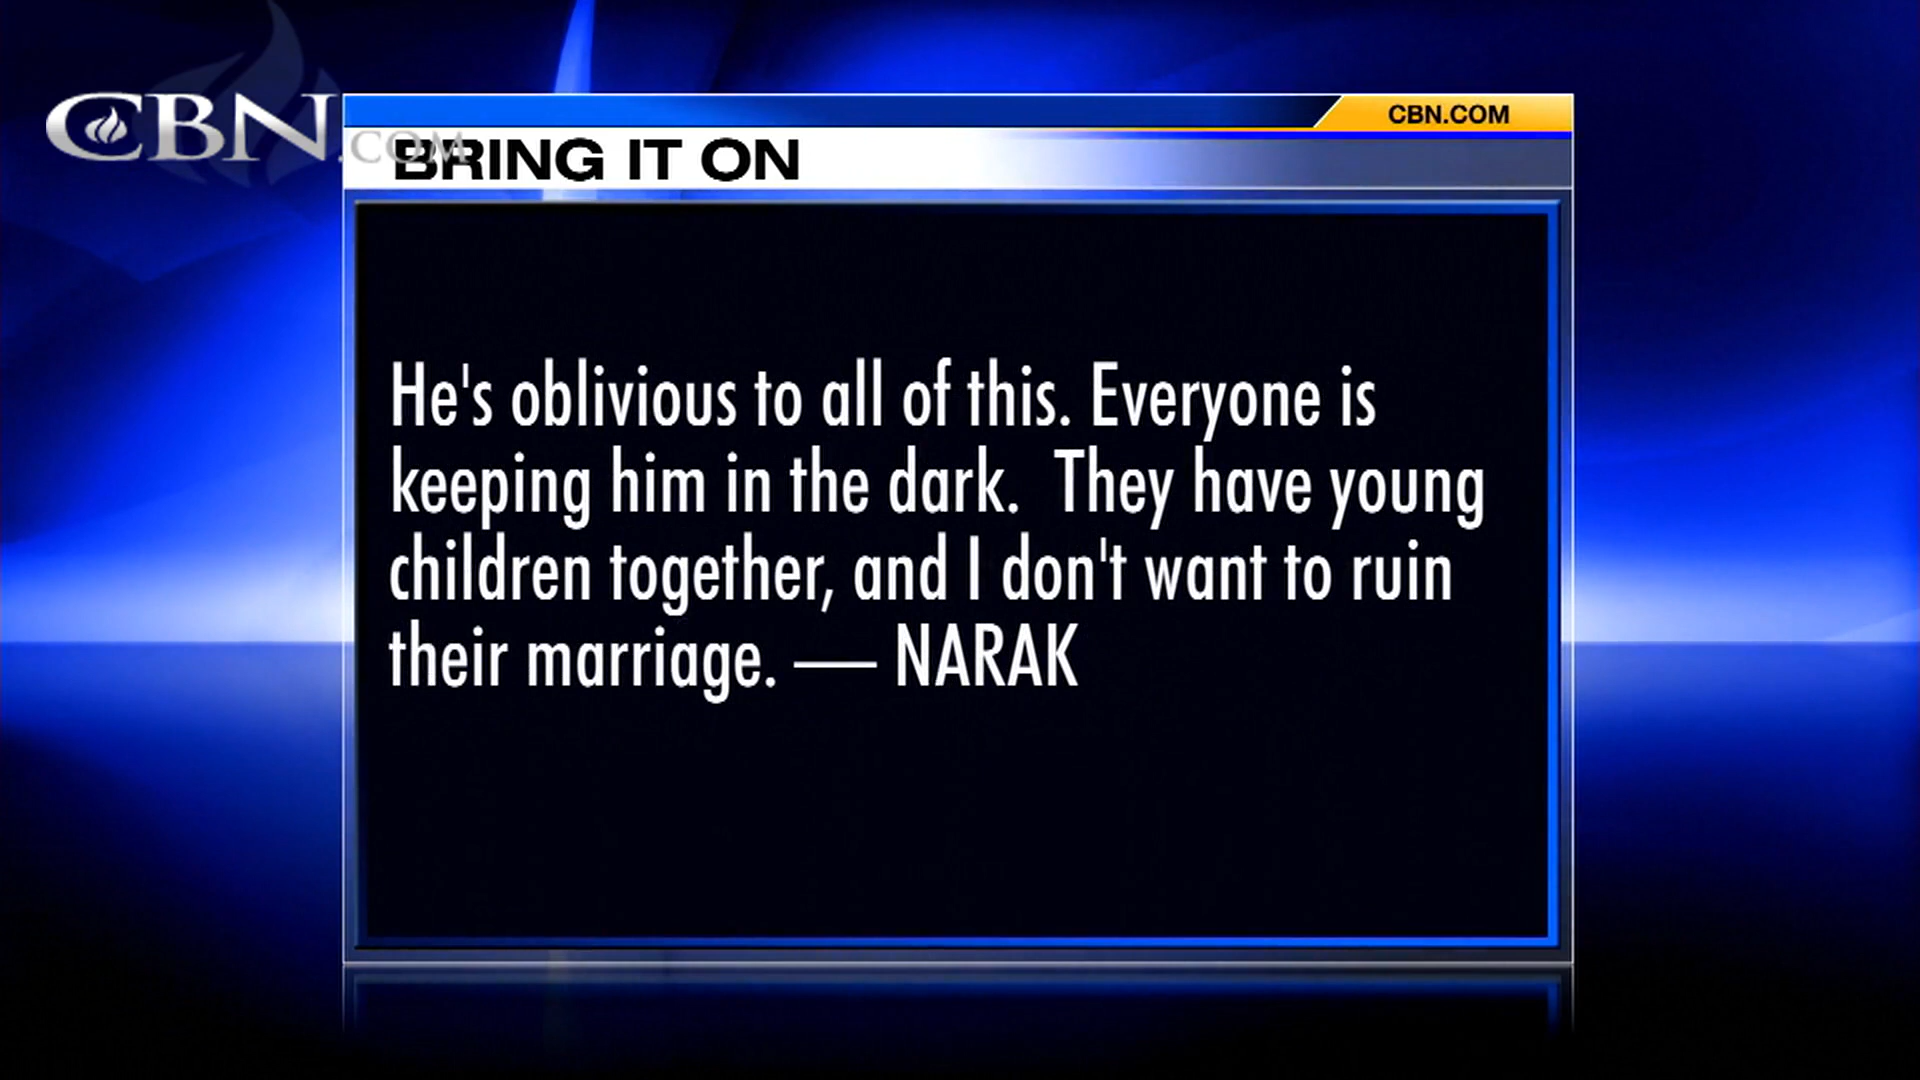 CBN.COM
CBN.COM
BRING IT ON
He's oblivious to all of this. Everyone is
keeping him in the dark.  They have young
children together, and I don't want to ruin
their marriage. — NARAK